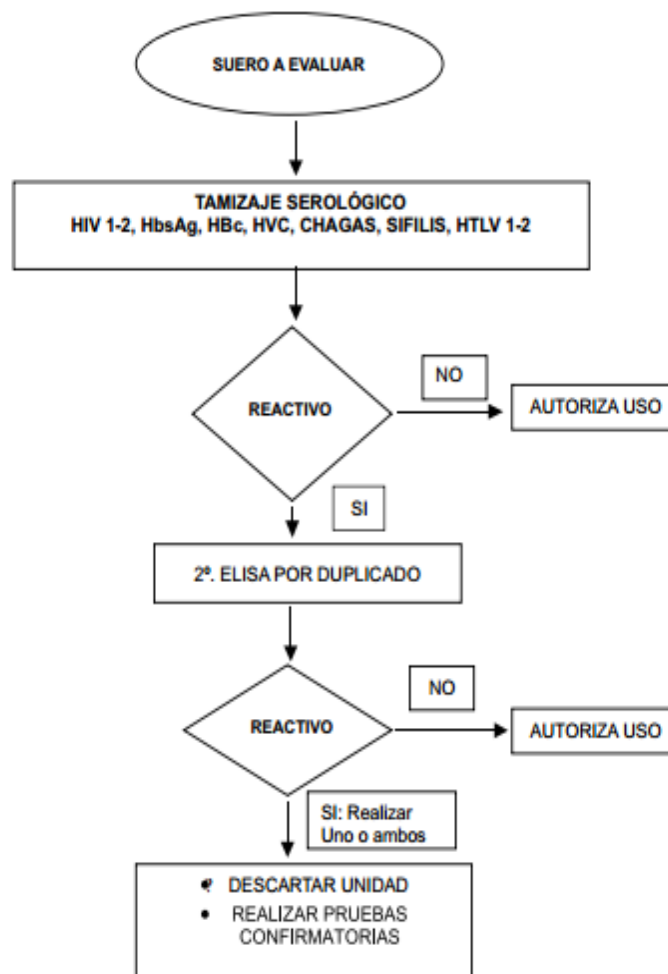 SUERO A EVALUAR
TAMIZAJE SEROLÓGICO
HIV 1-2, HbsAg, HBc, HVC, CHAGAS, SIFILIS, HTLV 1-2
REACTIVO
NO
AUTORIZA USO
SI
2º. ELISA POR DUPLICADO
REACTIVO
NO
AUTORIZA USO
SI: Realizar
Uno o ambos
DESCARTAR UNIDAD
• REALIZAR PRUEBAS
CONFIRMATORIAS